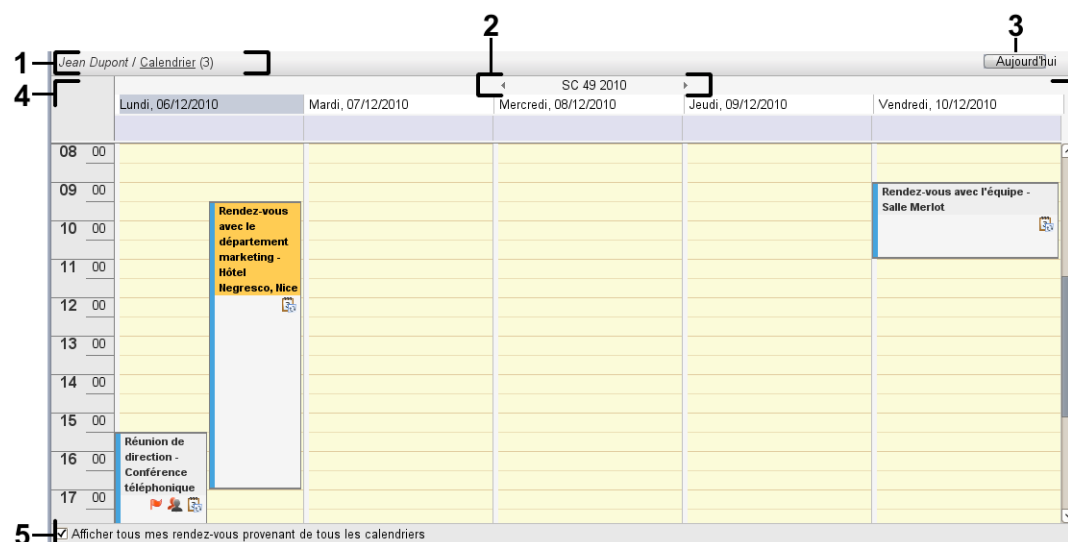 2
3
1
Jean Dupont / Calendrier (3)
Aujourd'hui
4
SC 49 2010
Lundi, 06/12/2010
Mardi, 07/12/2010
Mercredi, 08/12/2010
Jeudi, 09/12/2010
Vendredi, 10/12/2010
08 00
09 00
Rendez-vous avec l'équipe -
Salle Merlot
Rendez-vous
avec le
département
marketing -
Hôtel
Negresco, Nice
10 00
11 00
12 00
13 00
14 00
15 00
Réunion de
direction -
Conférence
téléphonique
16 00
17 00
5
Afficher tous mes rendez-vous provenant de tous les calendriers